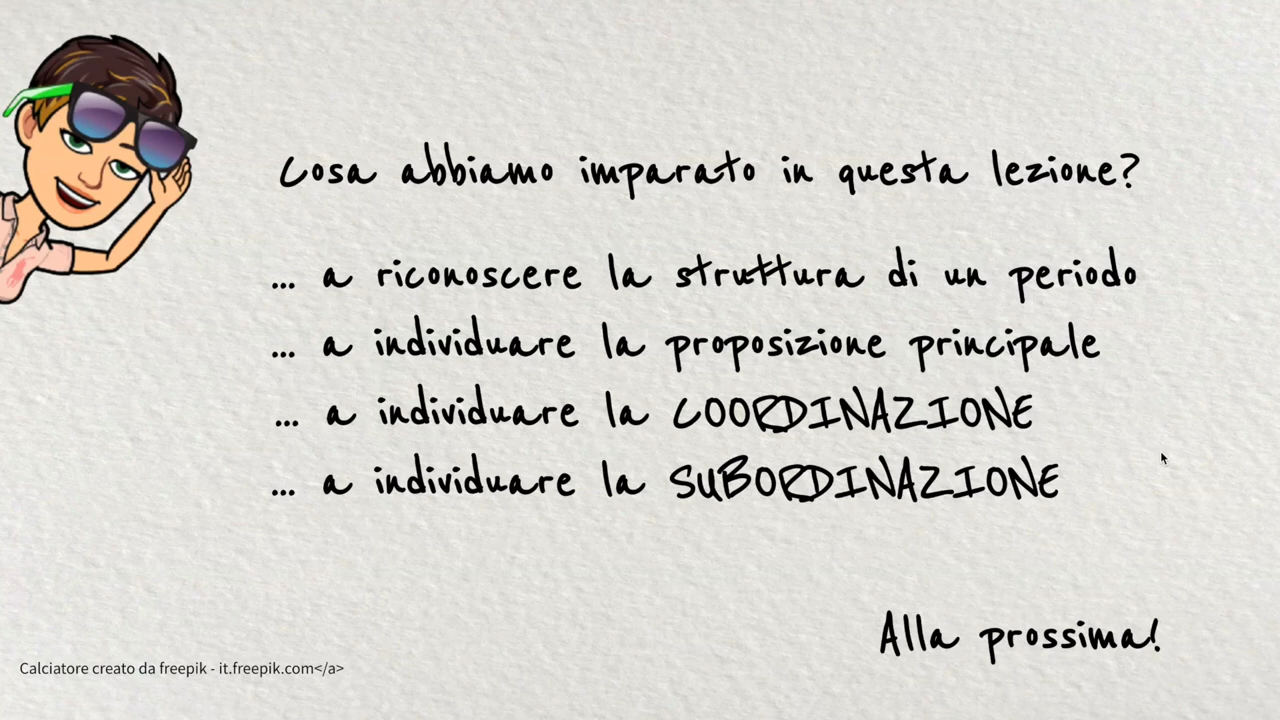 Cosa abbiamo imparato in questa lezione?
... a riconoscere la struttura di un periodo
... a individuare la proposizione principale
... a individuare la COORDINAZIONE
... a individuare la SUBORDINAZIONE
Alla prossima!
Calciatore creato da freepik - it.freepik.com</a>